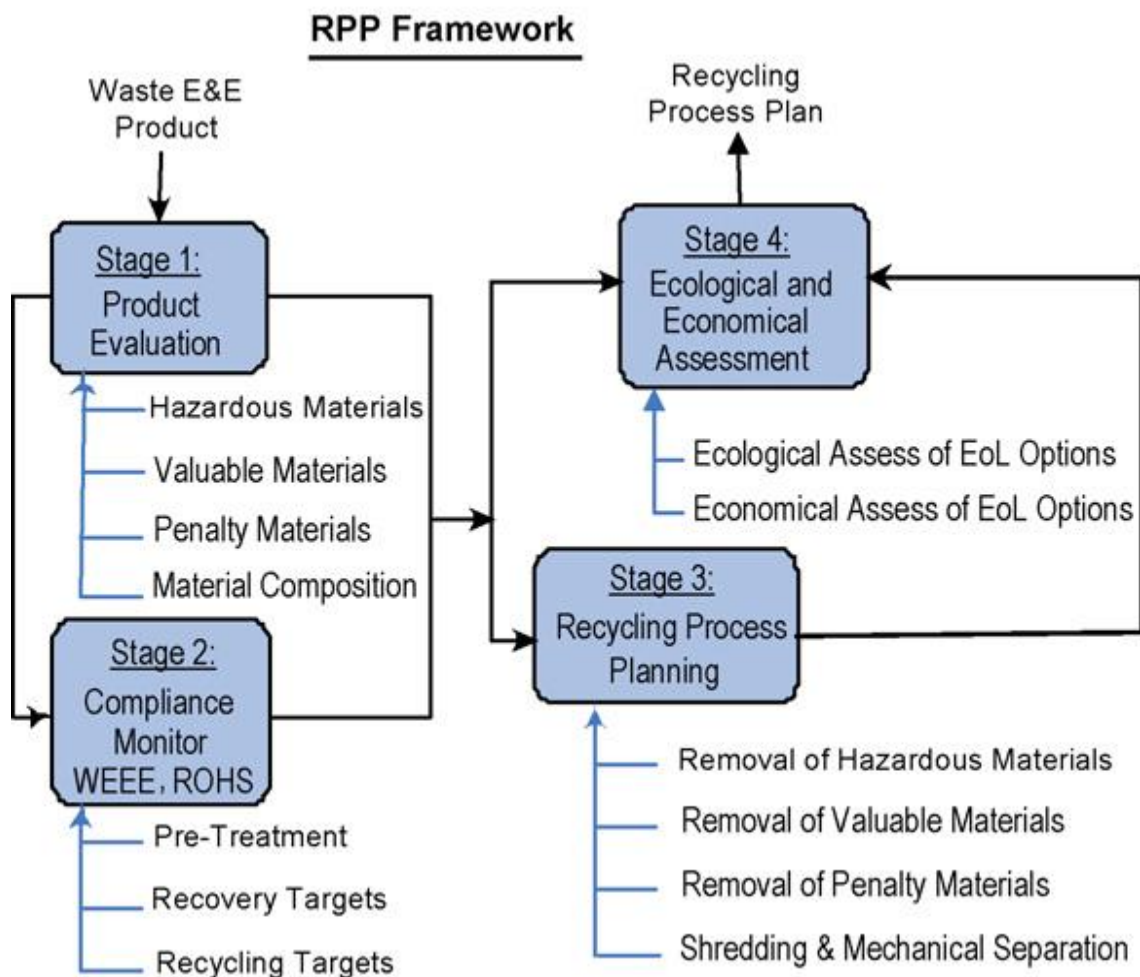 RPP Framework
Waste E&E
Product
Stage 1:
Product
Evaluation
Hazardous Materials
Valuable Materials
Penalty Materials
Material Composition
Stage 2:
Compliance
Monitor
WEEE, ROHS
Pre-Treatment
Recovery Targets
Recycling Targets
Recycling
Process Plan
Stage 4:
Ecological and
Economical
Assessment
Ecological Assess of EoL Options
Economical Assess of EoL Options
Stage 3:
Recycling Process
Planning
Removal of Hazardous Materials
Removal of Valuable Materials
Removal of Penalty Materials
Shredding & Mechanical Separation